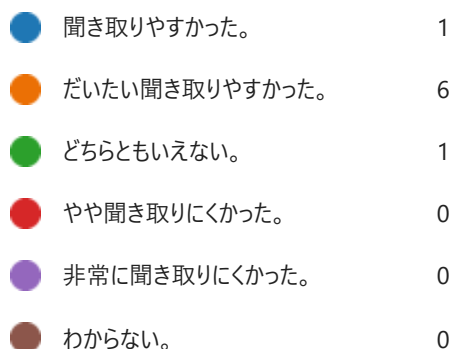 聞き取りやすかった。 1
だいたい聞き取りやすかった。 6
どちらともいえない。 1
やや聞き取りにくかった。 0
非常に聞き取りにくかった。 0
わからない。 0